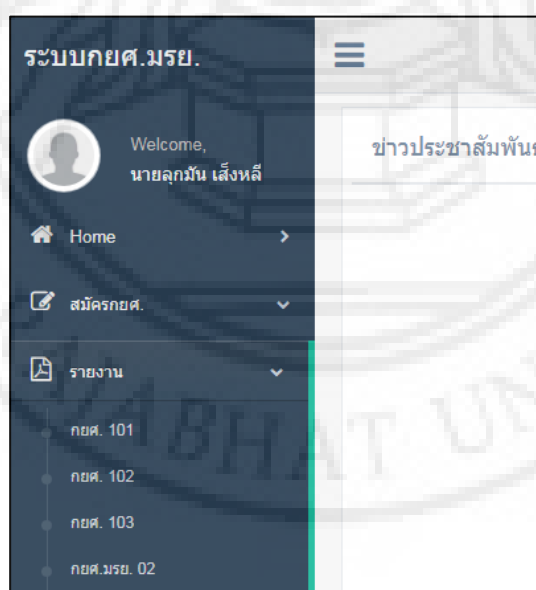 ระบบกยศ.มรย.
Welcome,
นายลุกมัน เส็งหลี
ข่าวประชาสัมพันธ
Home
สมัครกยศ.
รายงาน
กยศ. 101
กยศ. 102
กยศ. 103
กยศ.มรย. 02